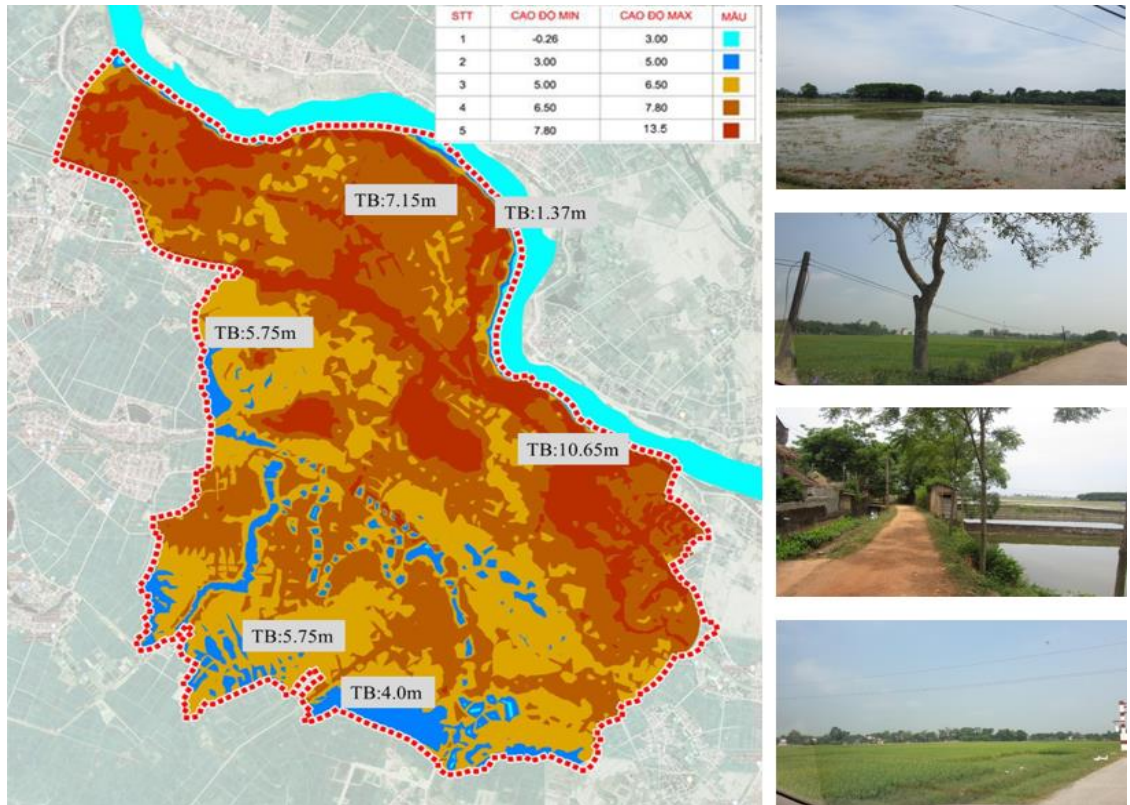 STT CAO ĐỘ MIN CAO ĐỘ MAX MÀU
1 -0.26 3.00
2 3.00 5.00
3 5.00 6.50
4 6.50 7.80
5 7.80 13.5
TB:7.15m
TB:1.37m
TB:5.75m
TB:10.65m
TB:5.75m
TB:4.0m